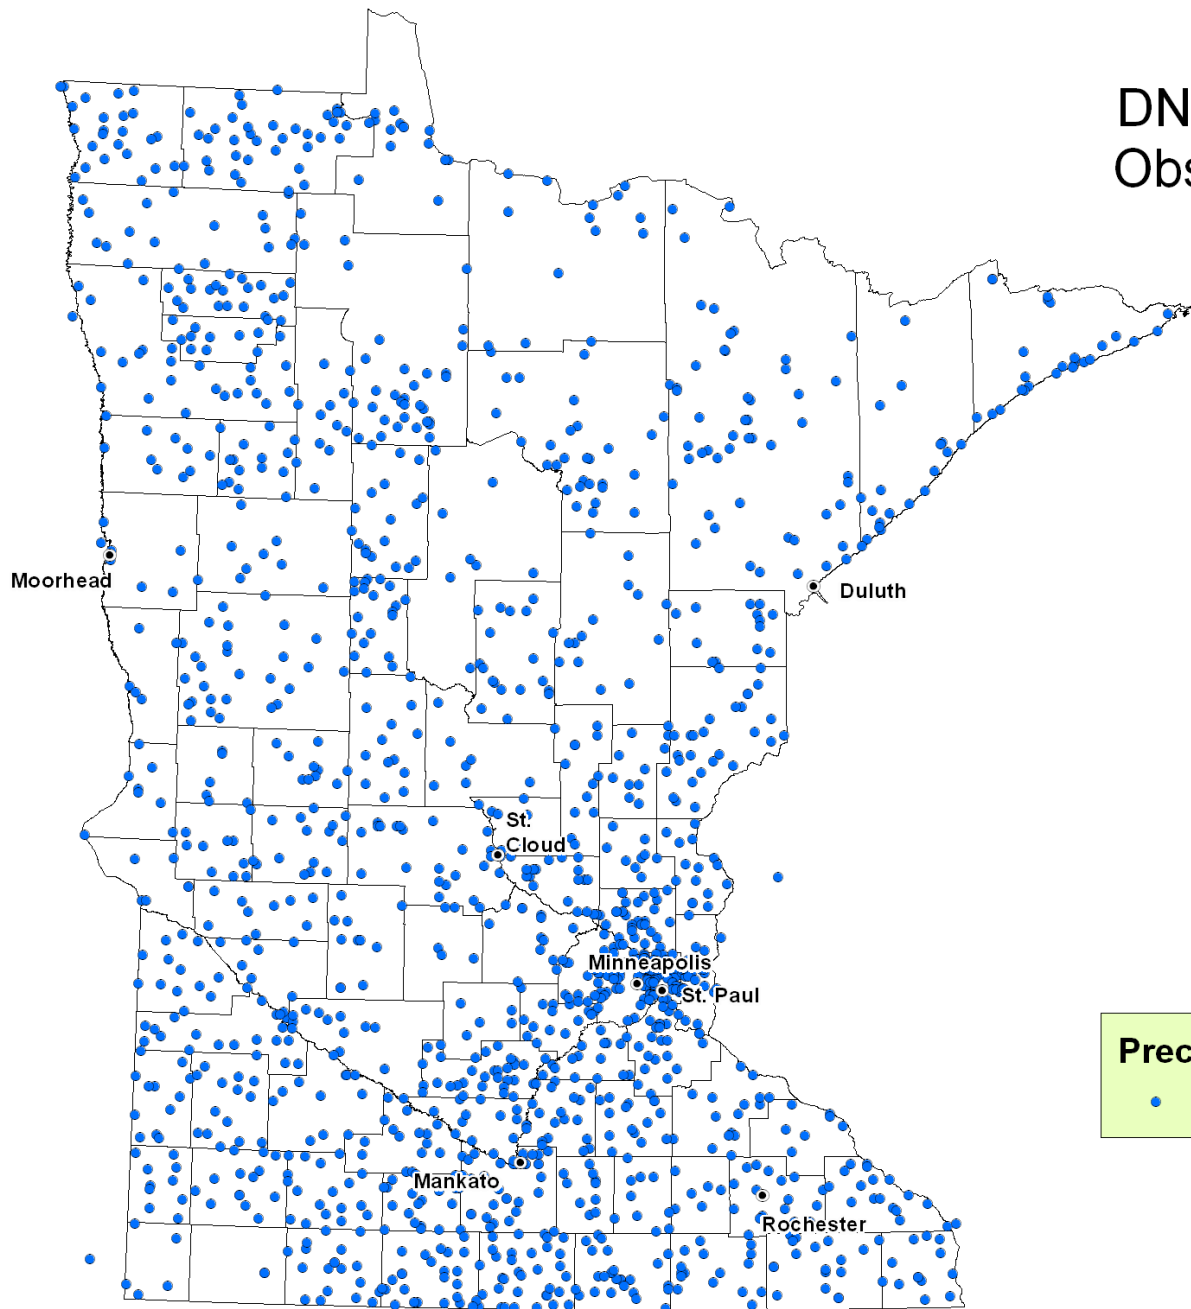 DN
Obs
Moorhead
Duluth
St.
Cloud
Minneapolis
St. Paul
Prec
Mankato
Rochester